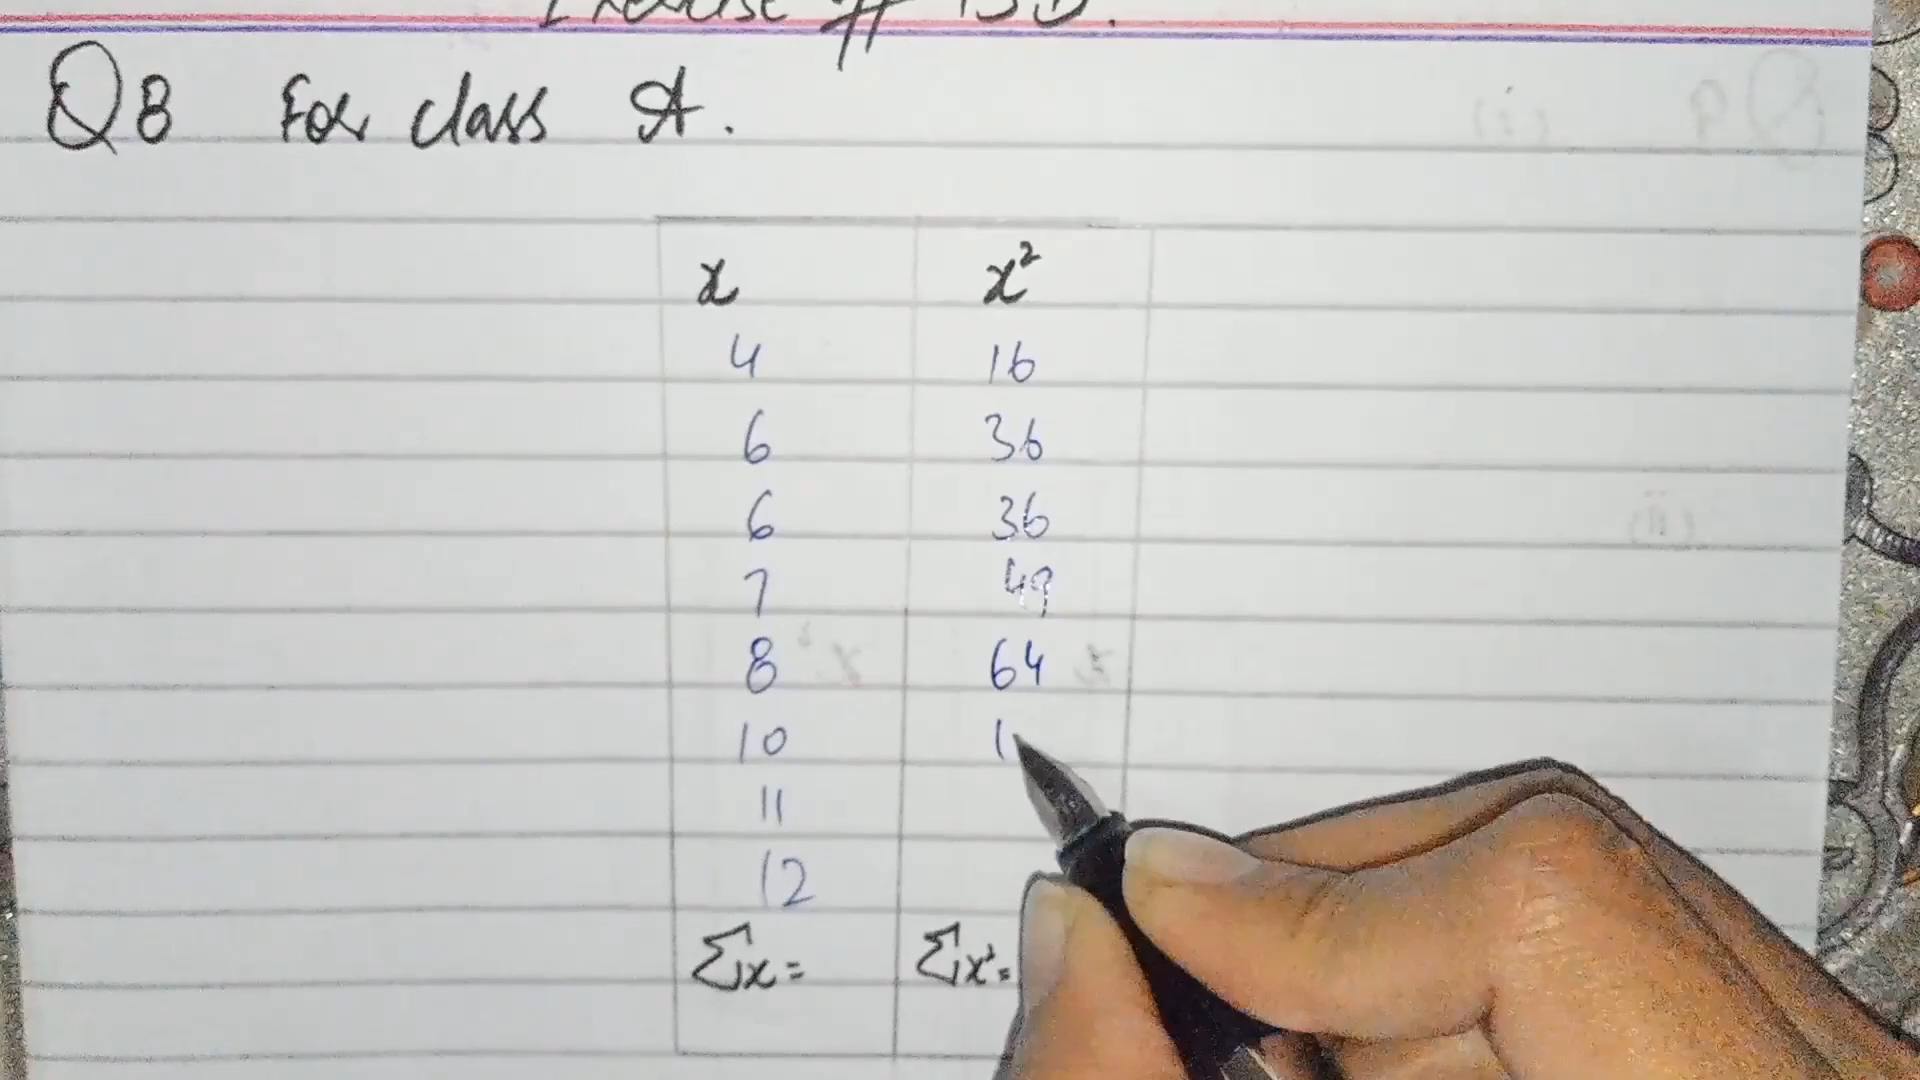 Exercise #
Q8 For class A.
x x²
4 16
6 36
6 36
7 49
8 64
10 1
11
12
Σx= Σx²=